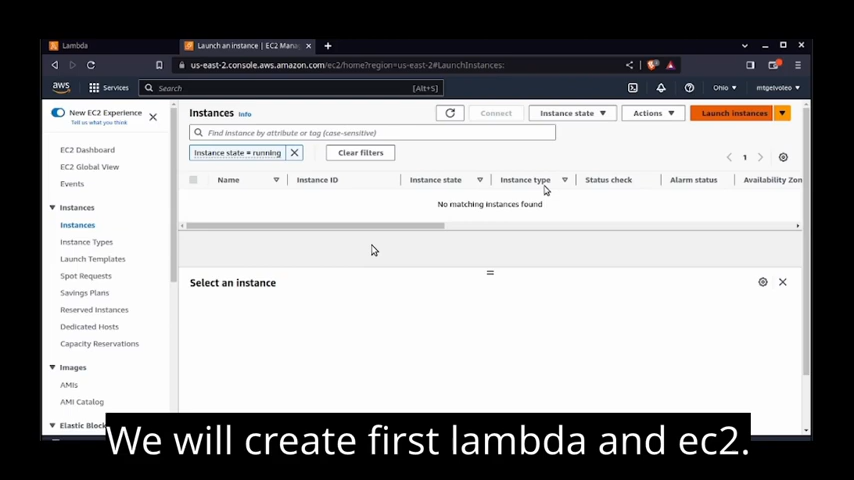 Lambda
Launch an instance | EC2 Mana
us-east-2.console.aws.amazon.com/ec2/home?region=us-east-2#LaunchInstances:
aws
Services
Search
[Alt+S]
Ohio
mtgeivoteo
New EC2 Experience
Tell us what you think
EC2 Dashboard
EC2 Global View
Events
Instances
Instances
Instance Types
Launch Templates
Spot Requests
Savings Plans
Reserved Instances
Dedicated Hosts
Capacity Reservations
Images
AMIs
AMI Catalog
Elastic Block
Instances Info
Connect
Instance state
Actions
Launch instances
Find instance by attribute or tag (case-sensitive)
Instance state = running
Clear filters
1
Name Instance ID Instance state Instance type Status check Alarm status Availability Zon
No matching instances found
Select an instance
We will create first lambda and ec2.